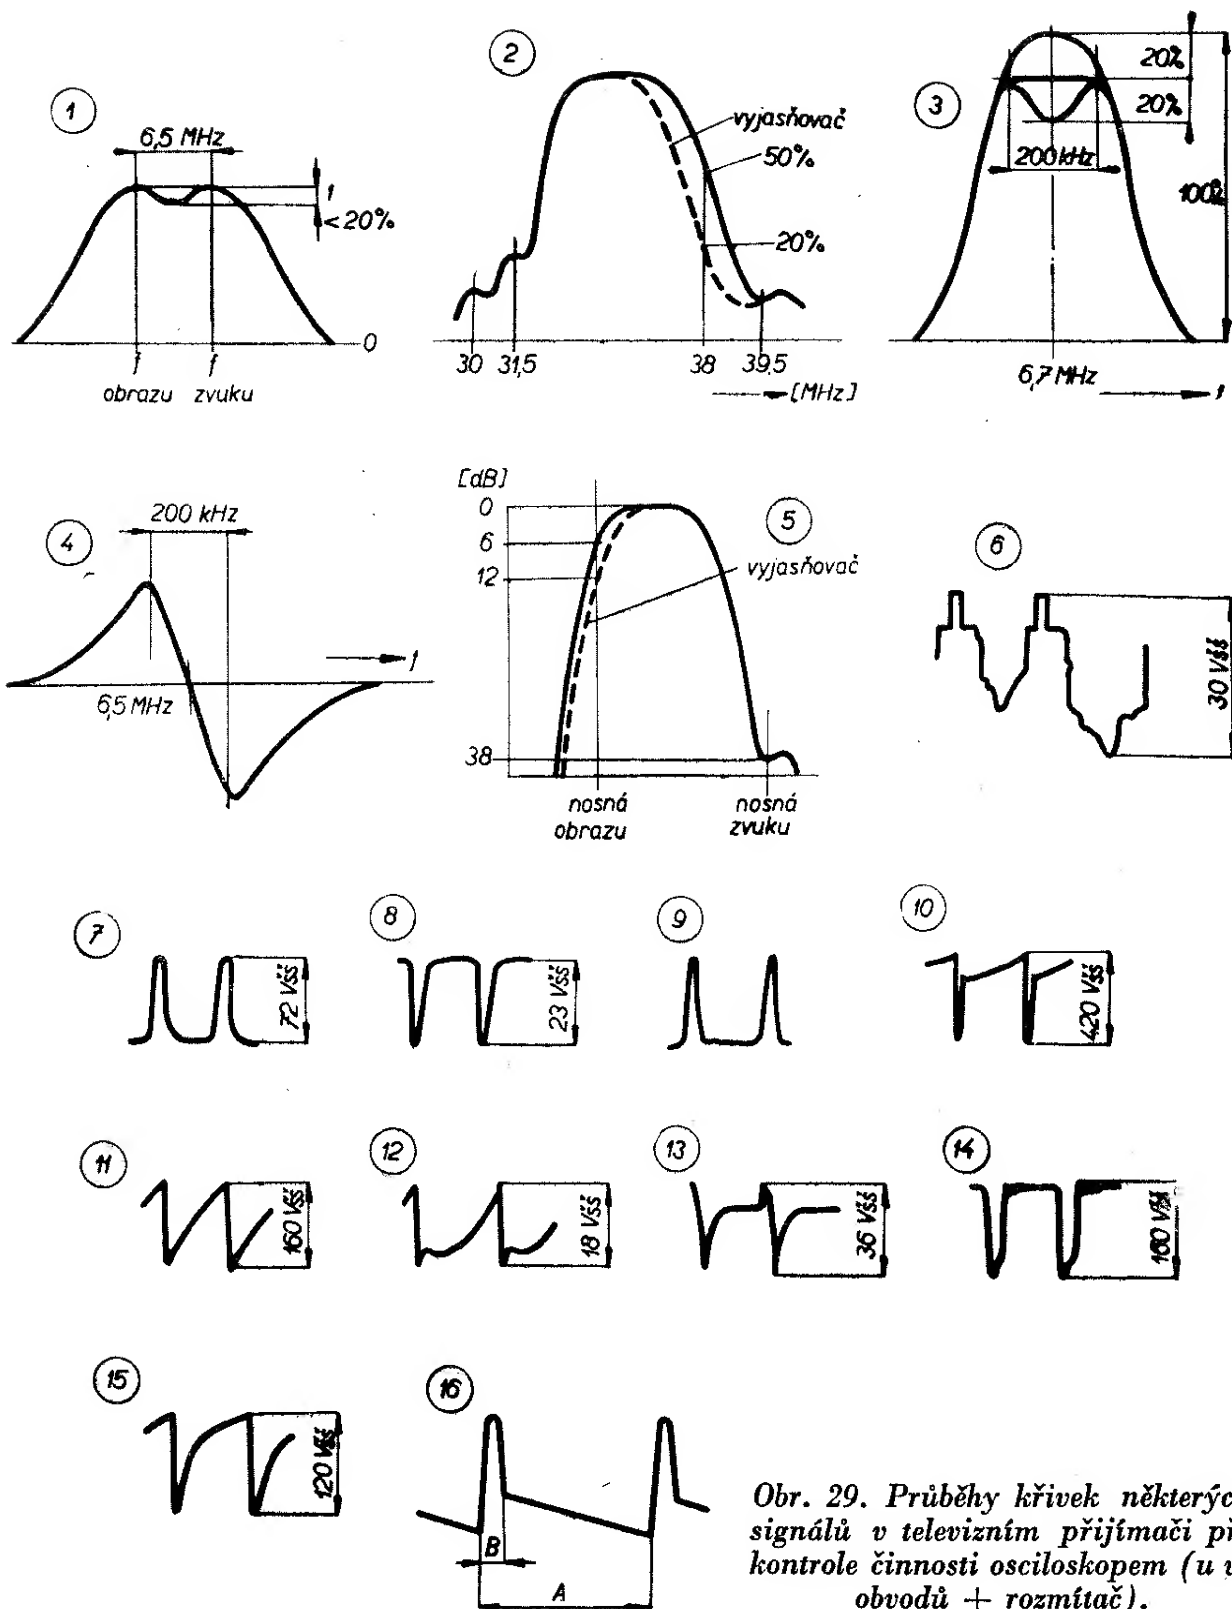 1
6,5 MHz
<20%
0
f
f
obrazu
zvuku
2
vyjasňovač
50%
20%
30
31,5
38
39,5
[MHz]
3
20%
20%
200 kHz
100%
6,7 MHz
f
4
200 kHz
6,5 MHz
f
[dB]
0
6
12
38
5
vyjasňovač
nosná
obrazu
nosná
zvuku
6
30 Všš
7
72 Všš
8
23 Všš
9
10
420 Všš
11
160 Všš
12
18 Všš
13
36 Všš
14
160 Všš
15
120 Všš
16
B
A
Obr. 29. Průběhy křivek některýc
signálů v televizním přijímači př
kontrole činnosti osciloskopem (u v
obvodů + rozmítač).